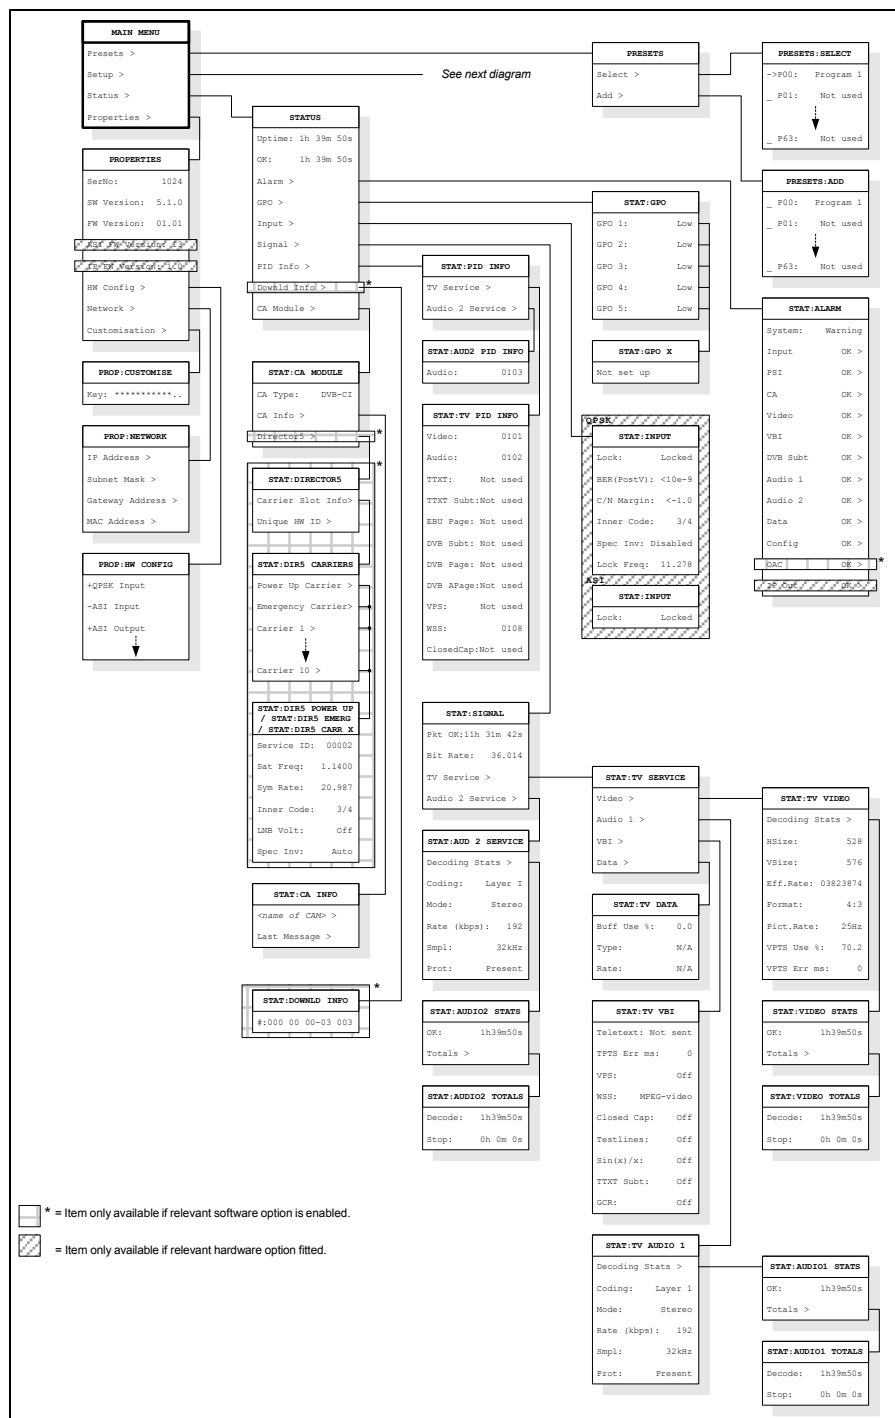 MAIN MENU
Presets >
Setup >
Status >
Properties >
See next diagram
PRESETS
Select >
Add >
PRESETS:SELECT
->P00: Program 1
_ P01: Not used
_ P63: Not used
PRESETS:ADD
_ P00: Program 1
_ P01: Not used
_ P63: Not used
PROPERTIES
SerNo: 1024
SW Version: 5.1.0
FW Version: 01.01
ASI FW Version: 13
IP FW Version: 1.0
HW Config >
Network >
Customisation >
PROP:CUSTOMISE
Key: ***********..
PROP:NETWORK
IP Address >
Subnet Mask >
Gateway Address >
MAC Address >
PROP:HW CONFIG
+QPSK Input
-ASI Input
+ASI Output
STATUS
Uptime: 1h 39m 50s
OK: 1h 39m 50s
Alarm >
GPO >
Input >
Signal >
PID Info >
Downld Info >
*
CA Module >
STAT:CA MODULE
CA Type: DVB-CI
CA Info >
Director5 >
*
*
STAT:DIRECTOR5
Carrier Slot Info>
Unique HW ID >
STAT:DIR5 CARRIERS
Power Up Carrier >
Emergency Carrier>
Carrier 1 >
Carrier 10 >
STAT:DIR5 POWER UP
/ STAT:DIR5 EMERG
/ STAT:DIR5 CARR X
Service ID: 00002
Sat Freq: 1.1400
Sym Rate: 20.987
Inner Code: 3/4
LNB Volt: Off
Spec Inv: Auto
STAT:CA INFO
<name of CAM> >
Last Message >
*
STAT:DOWNLD INFO
#:000 00 00-03 003
STAT:PID INFO
TV Service >
Audio 2 Service >
STAT:AUD2 PID INFO
Audio: 0103
STAT:TV PID INFO
Video: 0101
Audio: 0102
TTXT: Not used
TTXT Subt:Not used
EBU Page: Not used
DVB Subt: Not used
DVB Page: Not used
DVB APage:Not used
VPS: Not used
WSS: 0108
ClosedCap:Not used
STAT:GPO
GPO 1: Low
GPO 2: Low
GPO 3: Low
GPO 4: Low
GPO 5: Low
STAT:GPO X
Not set up
QPSK
STAT:INPUT
Lock: Locked
BER(PostV): <10e-9
C/N Margin: <-1.0
Inner Code: 3/4
Spec Inv: Disabled
Lock Freq: 11.278
ASI
STAT:INPUT
Lock: Locked
STAT:ALARM
System: Warning
Input OK >
PSI OK >
CA OK >
Video OK >
VBI OK >
DVB Subt OK >
Audio 1 OK >
Audio 2 OK >
Data OK >
Config OK >
OAC OK >
*
IP Out OK >
STAT:SIGNAL
Pkt OK:11h 31m 42s
Bit Rate: 36.014
TV Service >
Audio 2 Service >
STAT:AUD 2 SERVICE
Decoding Stats >
Coding: Layer I
Mode: Stereo
Rate (kbps): 192
Smpl: 32kHz
Prot: Present
STAT:AUDIO2 STATS
OK: 1h39m50s
Totals >
STAT:AUDIO2 TOTALS
Decode: 1h39m50s
Stop: 0h 0m 0s
STAT:TV SERVICE
Video >
Audio 1 >
VBI >
Data >
STAT:TV DATA
Buff Use %: 0.0
Type: N/A
Rate: N/A
STAT:TV VBI
Teletext: Not sent
TPTS Err ms: 0
VPS: Off
WSS: MPEG-video
Closed Cap: Off
Testlines: Off
Sin(x)/x: Off
TTXT Subt: Off
GCR: Off
STAT:TV AUDIO 1
Decoding Stats >
Coding: Layer 1
Mode: Stereo
Rate (kbps): 192
Smpl: 32kHz
Prot: Present
STAT:TV VIDEO
Decoding Stats >
HSize: 528
VSize: 576
Eff.Rate: 03823874
Format: 4:3
Pict.Rate: 25Hz
VPTS Use %: 70.2
VPTS Err ms: 0
STAT:VIDEO STATS
OK: 1h39m50s
Totals >
STAT:VIDEO TOTALS
Decode: 1h39m50s
Stop: 0h 0m 0s
STAT:AUDIO1 STATS
OK: 1h39m50s
Totals >
STAT:AUDIO1 TOTALS
Decode: 1h39m50s
Stop: 0h 0m 0s
* = Item only available if relevant software option is enabled.
= Item only available if relevant hardware option fitted.